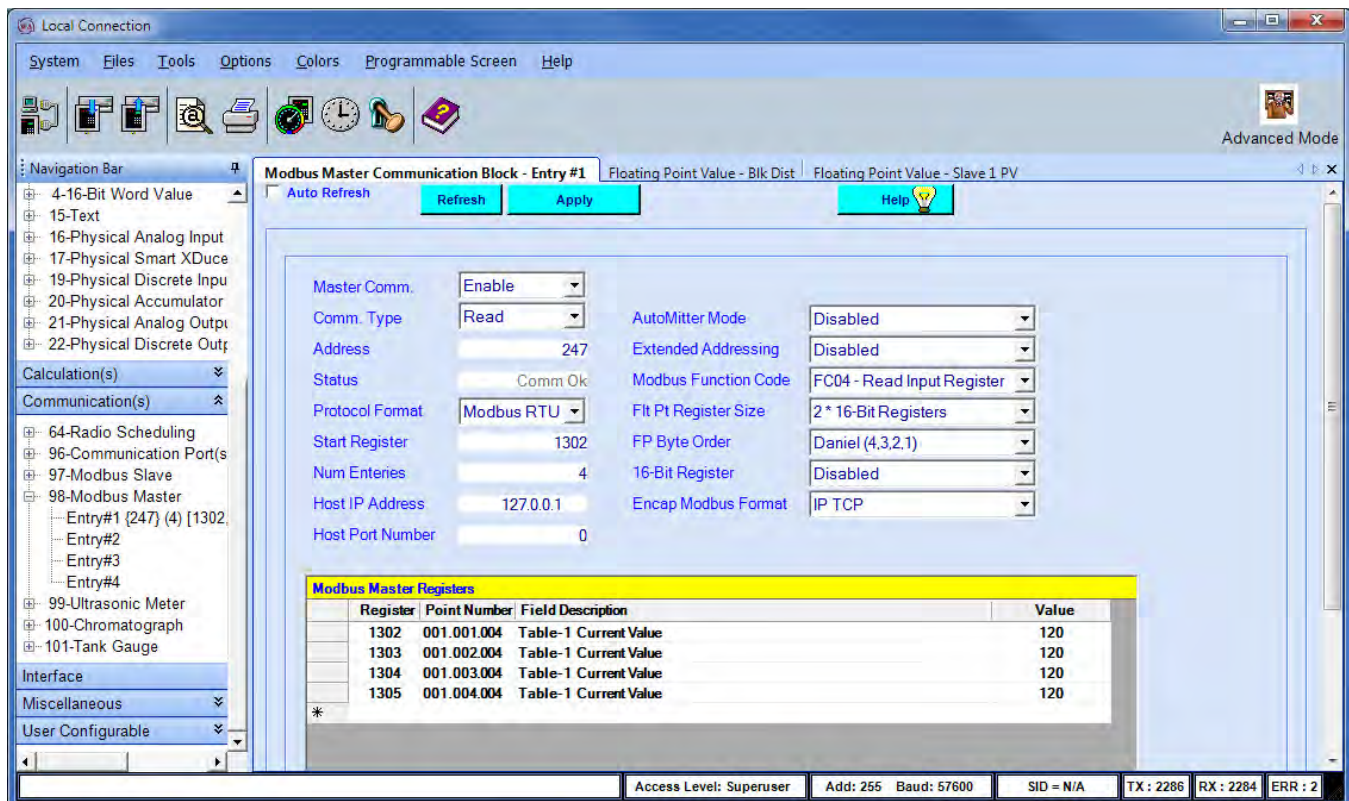 Local Connection
System Files Tools Options Colors Programmable Screen Help
Advanced Mode
Navigation Bar
4-16-Bit Word Value
15-Text
16-Physical Analog Input
17-Physical Smart XDuce
19-Physical Discrete Inpu
20-Physical Accumulator
21-Physical Analog Outpu
22-Physical Discrete Outp
Calculation(s)
Communication(s)
64-Radio Scheduling
96-Communication Port(s
97-Modbus Slave
98-Modbus Master
Entry#1 {247} (4) [1302,
Entry#2
Entry#3
Entry#4
99-Ultrasonic Meter
100-Chromatograph
101-Tank Gauge
Interface
Miscellaneous
User Configurable
Modbus Master Communication Block - Entry #1 Floating Point Value - Blk Dist Floating Point Value - Slave 1 PV
Auto Refresh Refresh Apply Help
Master Comm. Enable
Comm. Type Read AutoMitter Mode Disabled
Address 247 Extended Addressing Disabled
Status Comm Ok Modbus Function Code FC04 - Read Input Register
Protocol Format Modbus RTU Flt Pt Register Size 2 * 16-Bit Registers
Start Register 1302 FP Byte Order Daniel (4,3,2,1)
Num Enteries 4 16-Bit Register Disabled
Host IP Address 127.0.0.1 Encap Modbus Format IP TCP
Host Port Number 0
Modbus Master Registers
Register Point Number Field Description Value
1302 001.001.004 Table-1 Current Value 120
1303 001.002.004 Table-1 Current Value 120
1304 001.003.004 Table-1 Current Value 120
1305 001.004.004 Table-1 Current Value 120
*
Access Level: Superuser Add: 255 Baud: 57600 SID = N/A TX : 2286 RX : 2284 ERR : 2